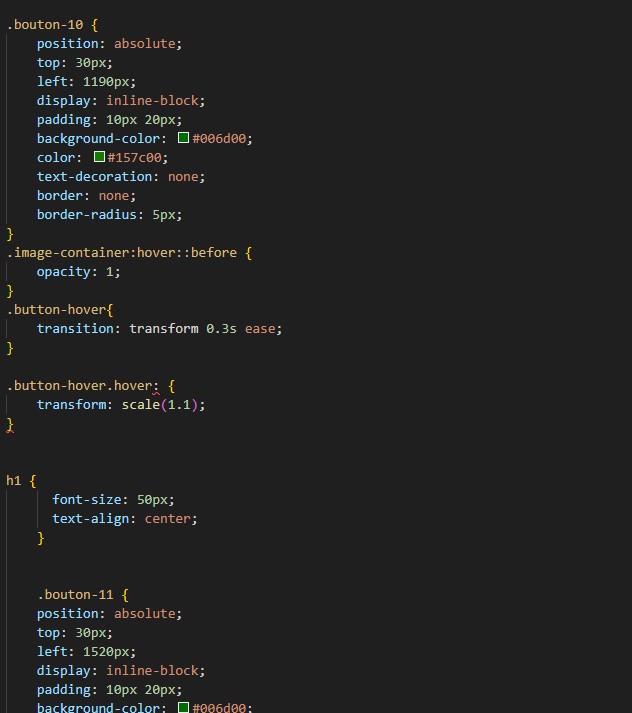 .bouton-10 {
position: absolute;
top: 30px;
left: 1190px;
display: inline-block;
padding: 10px 20px;
background-color: #006d00;
color: #157c00;
text-decoration: none;
border: none;
border-radius: 5px;
}
.image-container:hover::before {
opacity: 1;
}
.button-hover{
transition: transform 0.3s ease;
}
.button-hover.hover: {
transform: scale(1.1);
}
h1 {
font-size: 50px;
text-align: center;
}
.bouton-11 {
position: absolute;
top: 30px;
left: 1520px;
display: inline-block;
padding: 10px 20px;
background-color: #006d00;